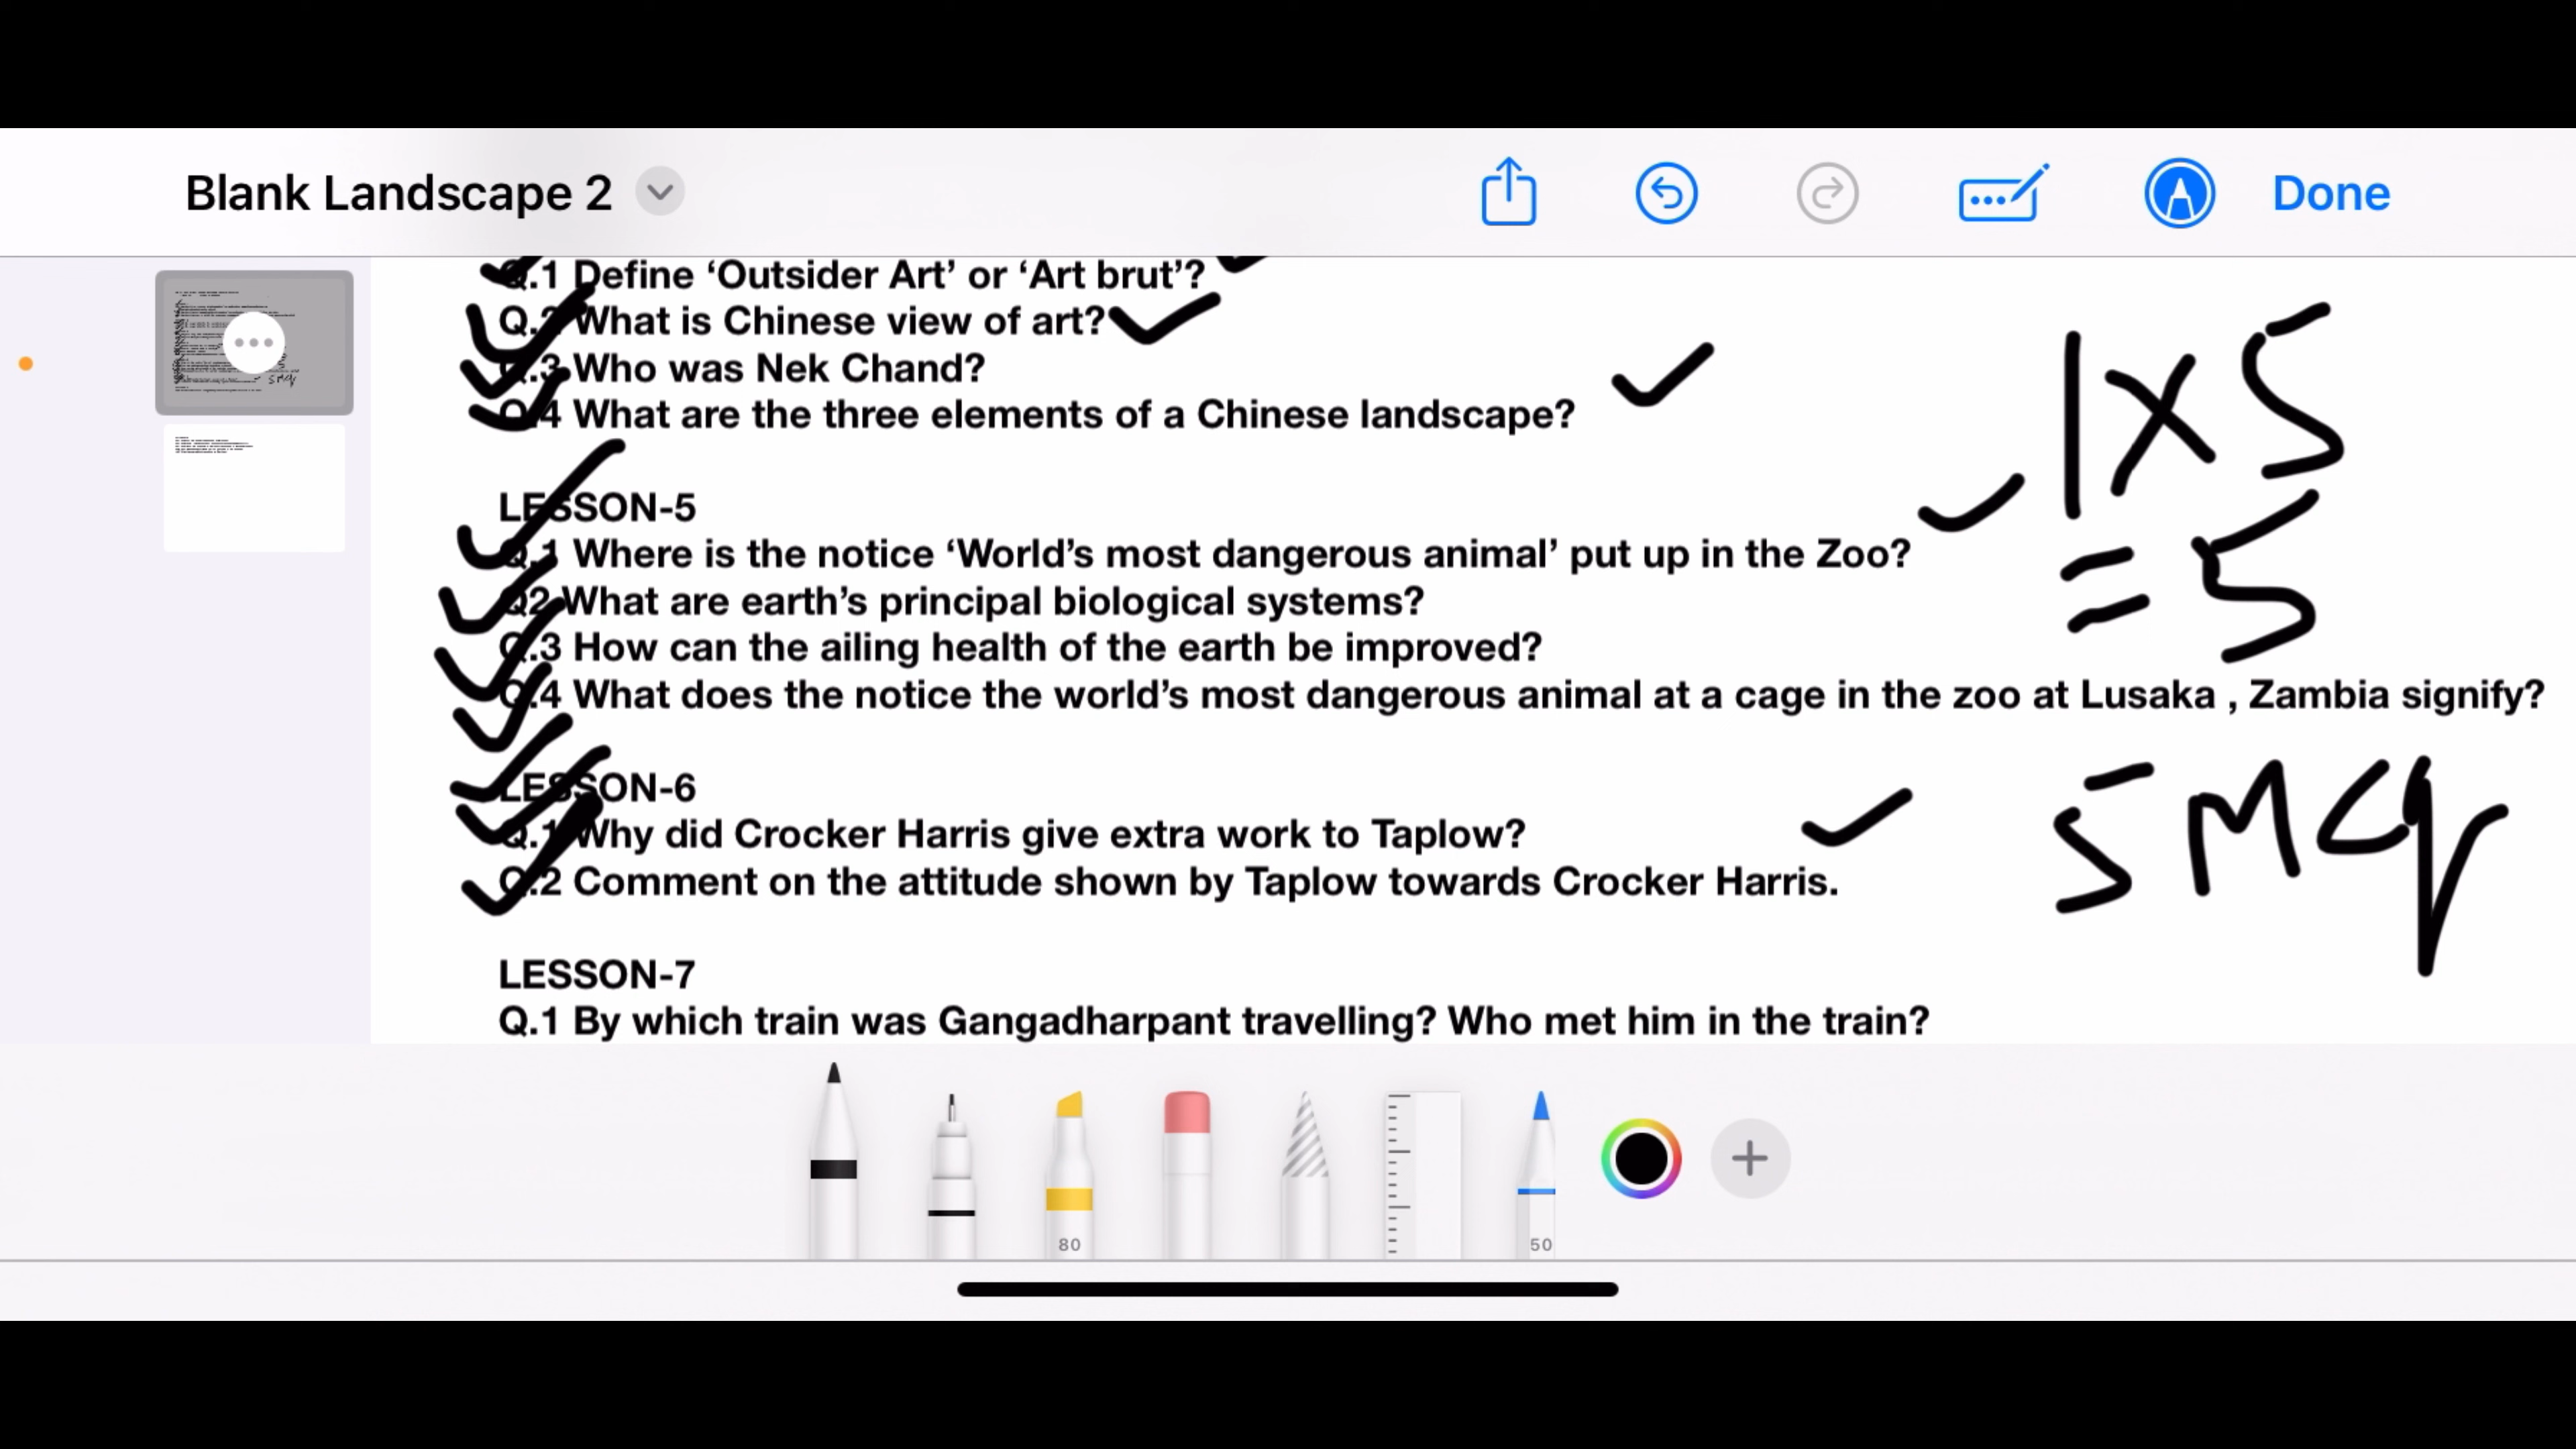 Blank Landscape 2
Done
Q.1 Define ‘Outsider Art’ or ‘Art brut’?
Q.2 What is Chinese view of art?
Q.3 Who was Nek Chand?
Q.4 What are the three elements of a Chinese landscape?
LESSON-5
Q.1 Where is the notice ‘World’s most dangerous animal’ put up in the Zoo?
Q2 What are earth’s principal biological systems?
Q.3 How can the ailing health of the earth be improved?
Q.4 What does the notice the world’s most dangerous animal at a cage in the zoo at Lusaka , Zambia signify?
LESSON-6
Q.1 Why did Crocker Harris give extra work to Taplow?
Q.2 Comment on the attitude shown by Taplow towards Crocker Harris.
LESSON-7
Q.1 By which train was Gangadharpant travelling? Who met him in the train?
1x5
=5
5 Mcq
80
50